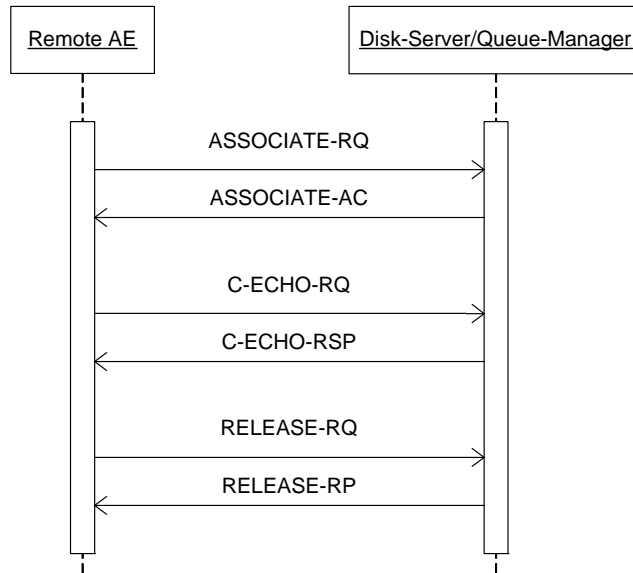 Remote AE
Disk-Server/Queue-Manager
ASSOCIATE-RQ
ASSOCIATE-AC
C-ECHO-RQ
C-ECHO-RSP
RELEASE-RQ
RELEASE-RP